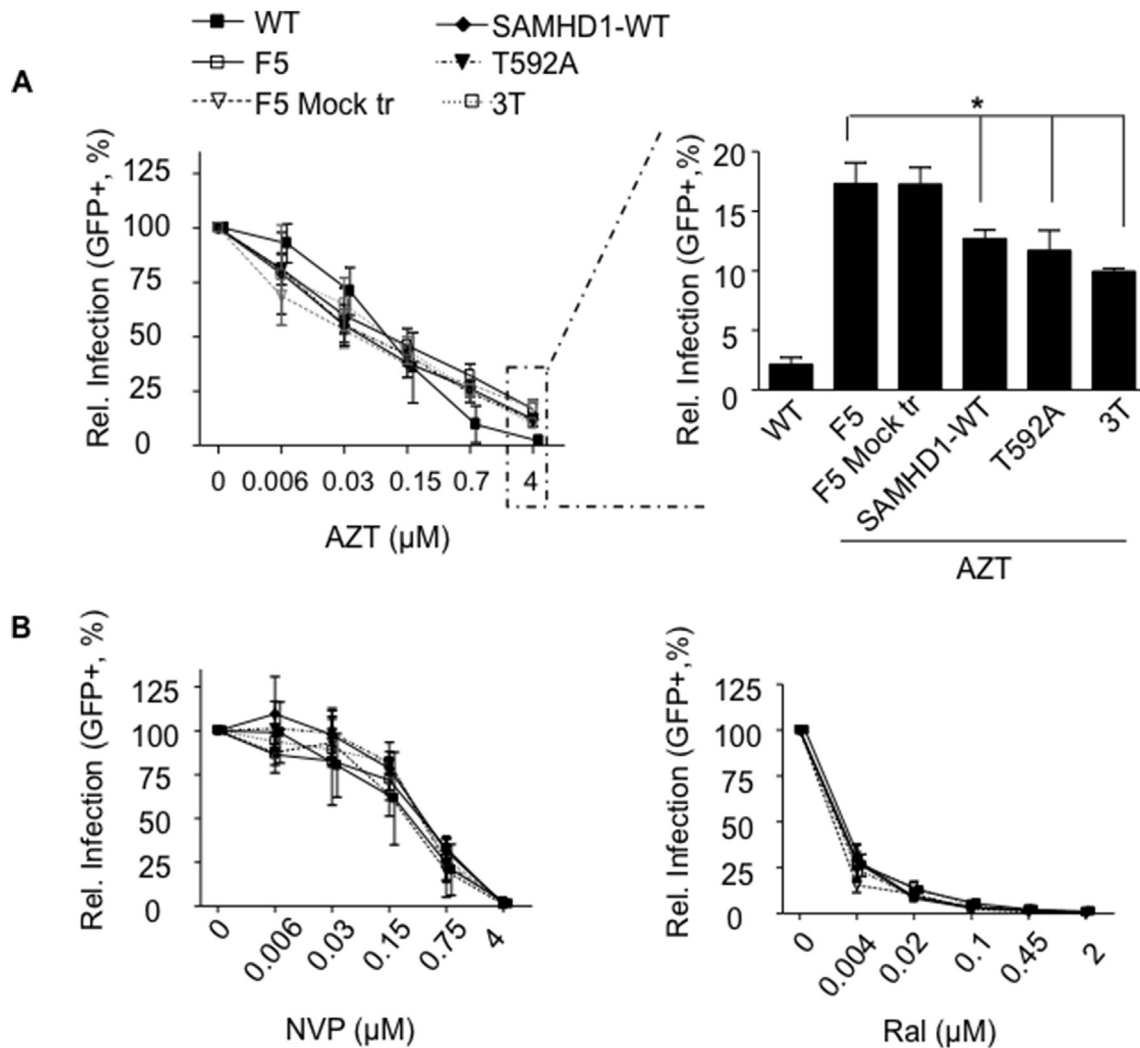 WT
SAMHD1-WT
F5
T592A
F5 Mock tr
3T
A
Rel. Infection (GFP+, %)
125
100
75
50
25
0
0 0.006 0.03 0.15 0.7 4
AZT (µM)
Rel. Infection (GFP+, %)
*
20
15
10
5
0
WT
F5
F5 Mock tr
SAMHD1-WT
T592A
3T
AZT
B
Rel. Infection (GFP+, %)
125
100
75
50
25
0
0 0.006 0.03 0.15 0.75 4
NVP (µM)
Rel. Infection (GFP+,%)
125
100
75
50
25
0
0 0.004 0.02 0.1 0.45 2
Ral (µM)